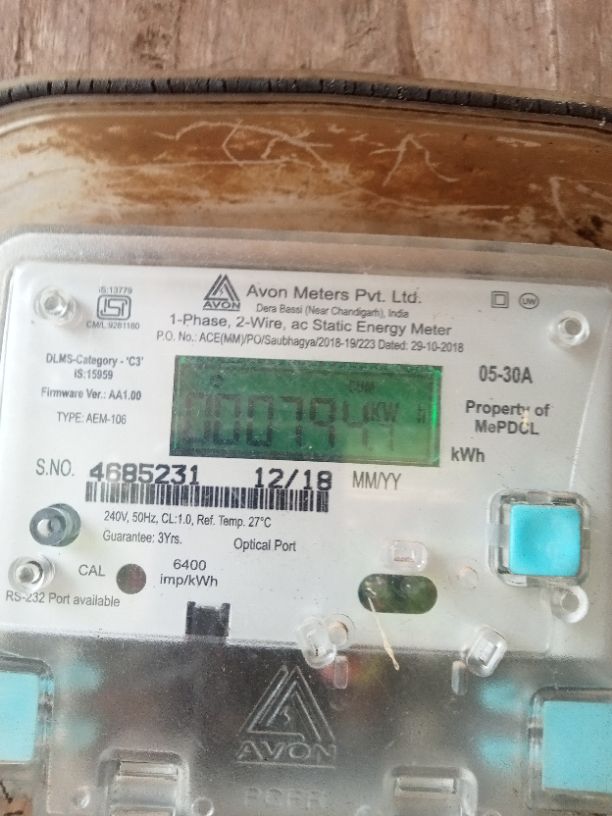 IS:13779
ISI
CM/L:9281180
AVON
Avon Meters Pvt. Ltd.
Dera Bassi (Near Chandigarh), India
UW
1-Phase, 2-Wire, ac Static Energy Meter
P.O. No.: ACE(MM)/PO/Saubhagya/2018-19/223 Dated: 29-10-2018
DLMS-Category - 'C3'
IS:15959
Firmware Ver.: AA1.00
TYPE: AEM-106
CUM
KW h
05-30A
Property of
MePDCL
kWh
S.NO. 4685231 12/18 MM/YY
240V, 50Hz, CL:1.0, Ref. Temp. 27°C
Guarantee: 3Yrs.
Optical Port
CAL
6400
imp/kWh
RS-232 Port available
AVON